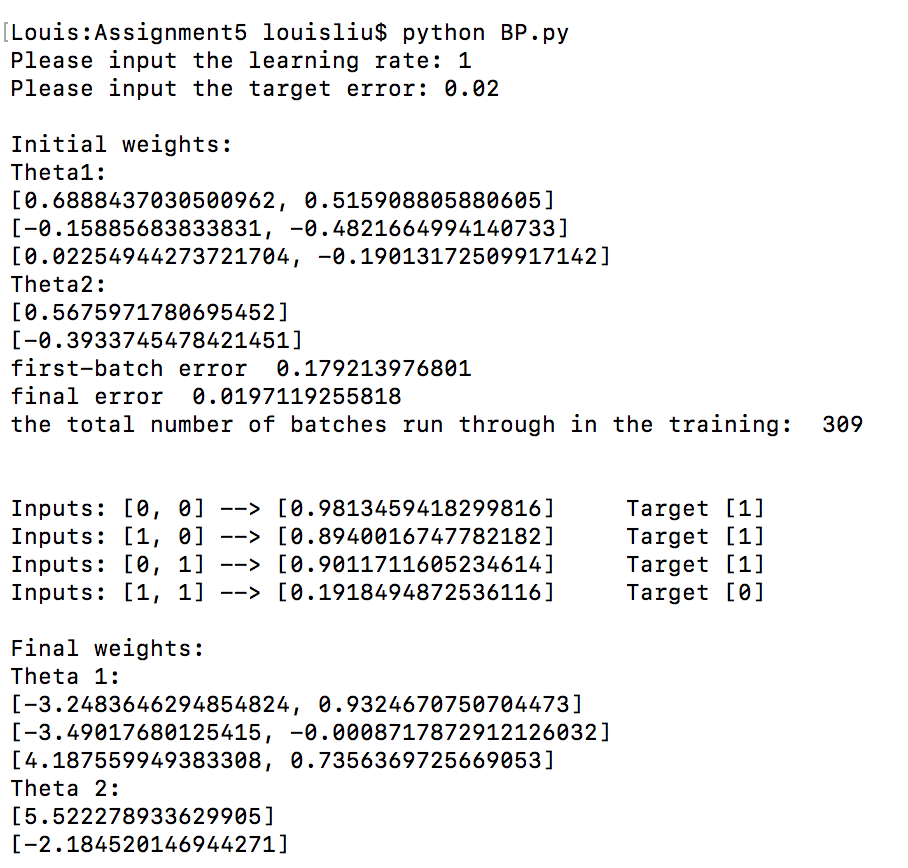 [Louis:Assignment5 louisliu$ python BP.py
Please input the learning rate: 1
Please input the target error: 0.02
Initial weights:
Theta1:
[0.6888437030500962, 0.515908805880605]
[-0.15885683833831, -0.4821664994140733]
[0.02254944273721704, -0.19013172509917142]
Theta2:
[0.5675971780695452]
[-0.3933745478421451]
first-batch error  0.179213976801
final error  0.0197119255818
the total number of batches run through in the training:  309
Inputs: [0, 0] --> [0.9813459418299816]     Target [1]
Inputs: [1, 0] --> [0.8940016747782182]     Target [1]
Inputs: [0, 1] --> [0.9011711605234614]     Target [1]
Inputs: [1, 1] --> [0.1918494872536116]     Target [0]
Final weights:
Theta 1:
[-3.2483646294854824, 0.9324670750704473]
[-3.49017680125415, -0.0008717872912126032]
[4.187559949383308, 0.7356369725669053]
Theta 2:
[5.522278933629905]
[-2.184520146944271]